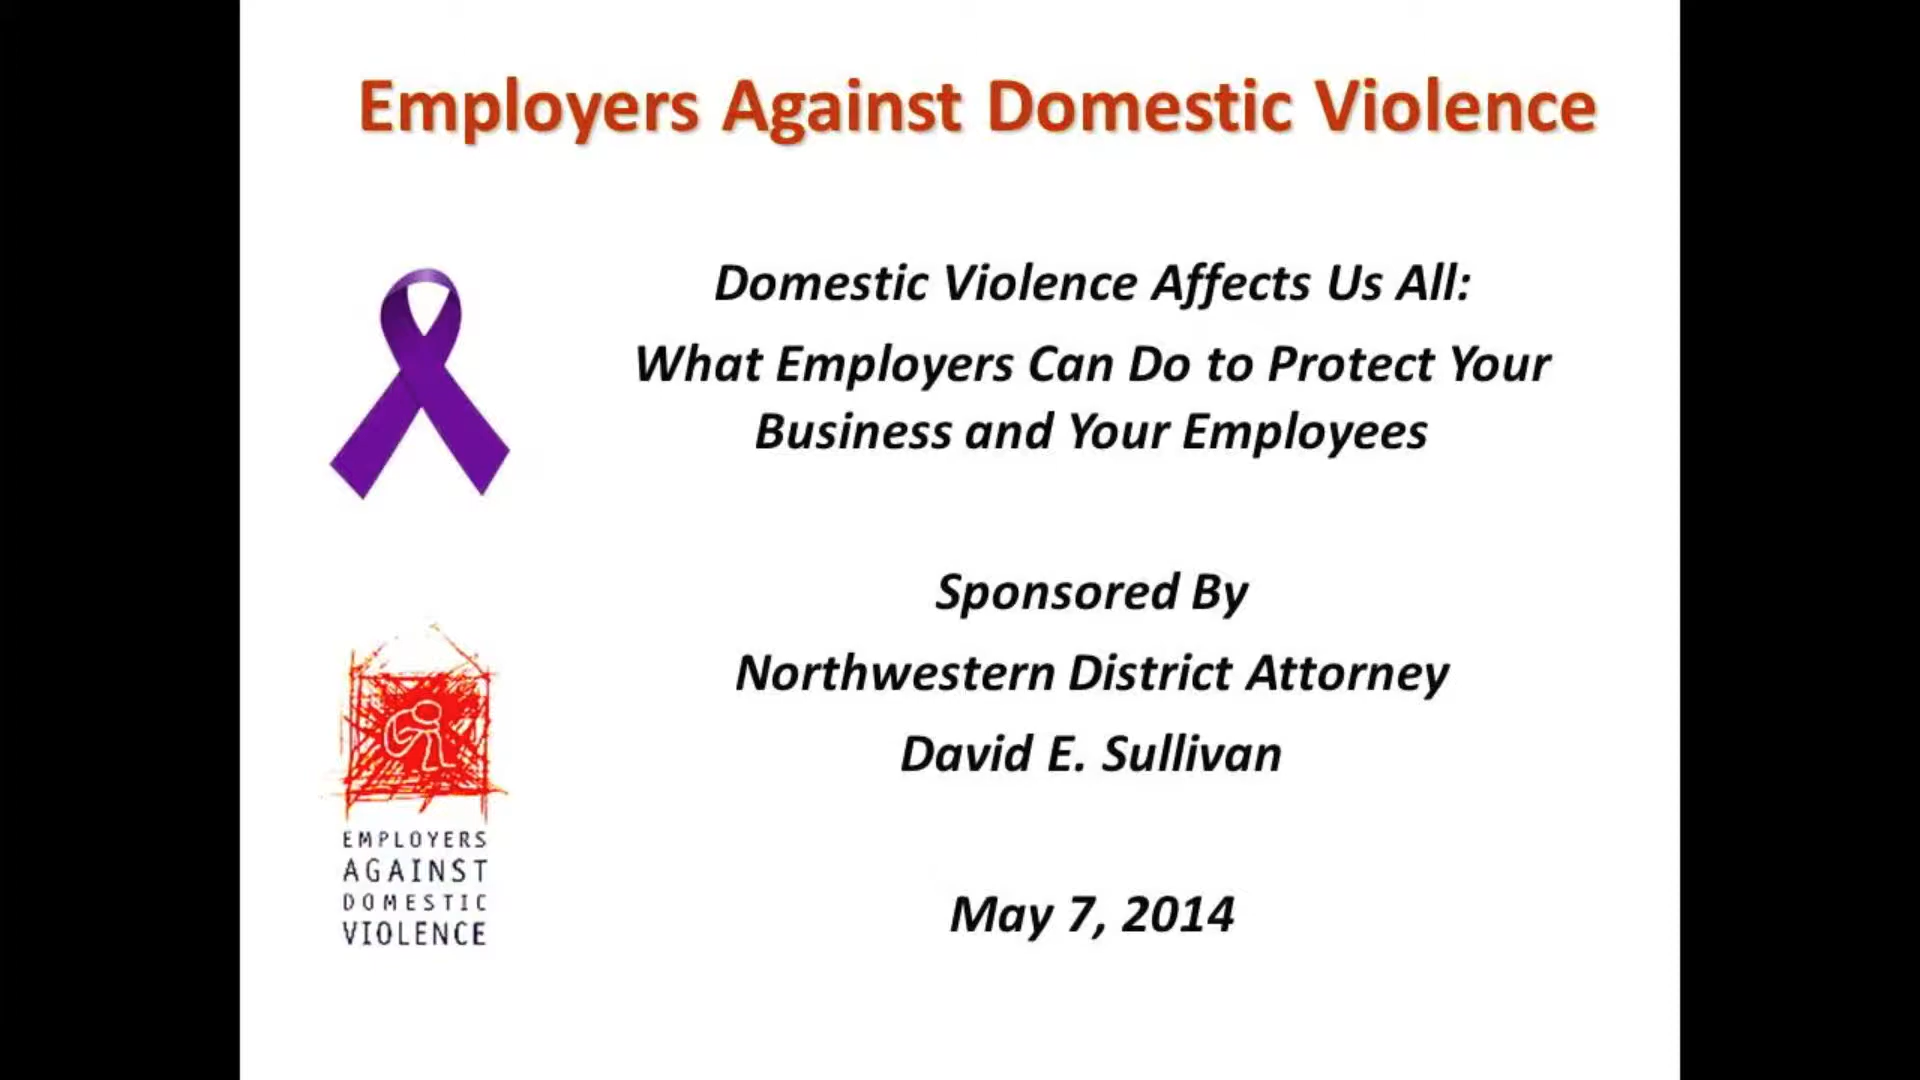 Employers Against Domestic Violence
Domestic Violence Affects Us All:
What Employers Can Do to Protect Your
Business and Your Employees
Sponsored By
Northwestern District Attorney
David E. Sullivan
May 7, 2014
EMPLOYERS
AGAINST
DOMESTIC
VIOLENCE